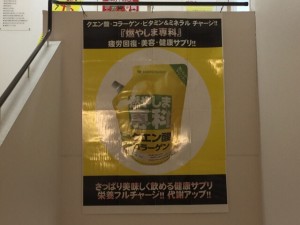 クエン酸・コラーゲン・ビタミン&ミネラル チャージ!!
『燃やしま専科』
疲労回復・美容・健康サプリ!!
燃やしま
専科
クエン酸
コラーゲン
さっぱり美味しく飲める健康サプリ
栄養フルチャージ!! 代謝アップ!!